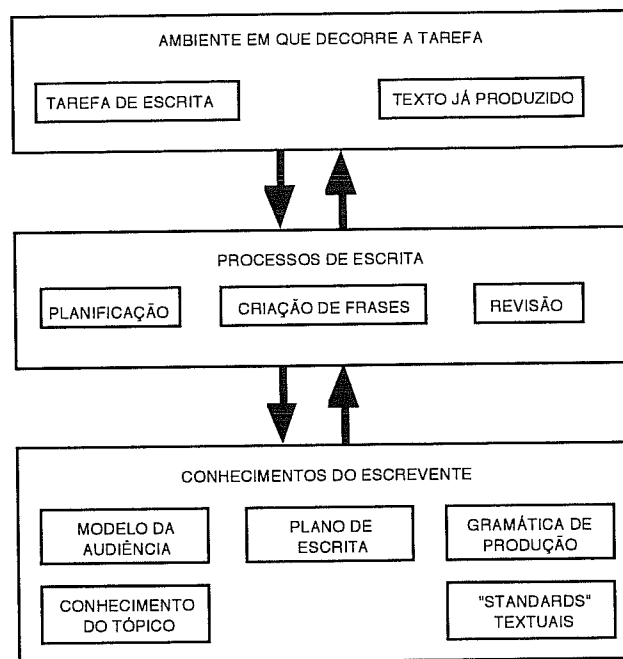 AMBIENTE EM QUE DECORRE A TAREFA
TAREFA DE ESCRITA
TEXTO JÁ PRODUZIDO
PROCESSOS DE ESCRITA
PLANIFICAÇÃO
CRIAÇÃO DE FRASES
REVISÃO
CONHECIMENTOS DO ESCREVENTE
MODELO DA
AUDIÊNCIA
PLANO DE
ESCRITA
GRAMÁTICA DE
PRODUÇÃO
CONHECIMENTO
DO TÓPICO
"STANDARDS"
TEXTUAIS